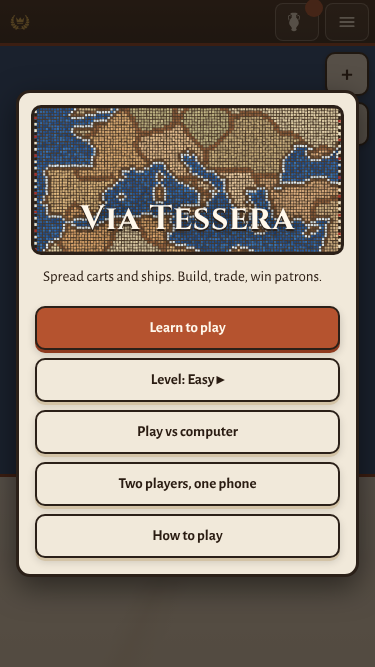 +
Via Tessera
Spread carts and ships. Build, trade, win patrons.
Learn to play
Level: Easy▸
Play vs computer
Two players, one phone
How to play